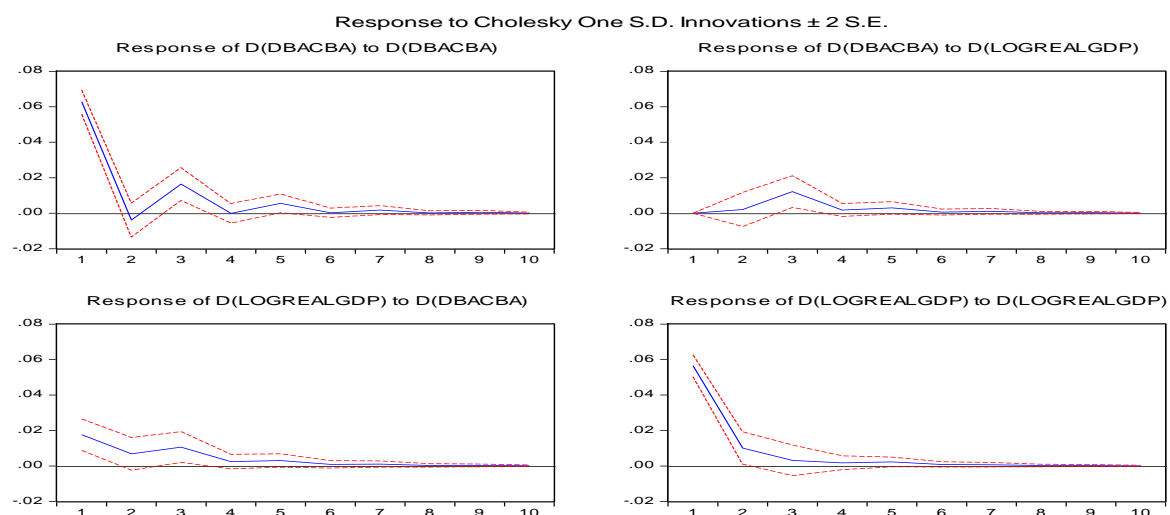 Response to Cholesky One S.D. Innovations ± 2 S.E.
Response of D(DBACBA) to D(DBACBA)
.08
.06
.04
.02
.00
-.02
1 2 3 4 5 6 7 8 9 10
Response of D(DBACBA) to D(LOGREALGDP)
.08
.06
.04
.02
.00
-.02
1 2 3 4 5 6 7 8 9 10
Response of D(LOGREALGDP) to D(DBACBA)
.08
.06
.04
.02
.00
-.02
1 2 3 4 5 6 7 8 9 10
Response of D(LOGREALGDP) to D(LOGREALGDP)
.08
.06
.04
.02
.00
-.02
1 2 3 4 5 6 7 8 9 10